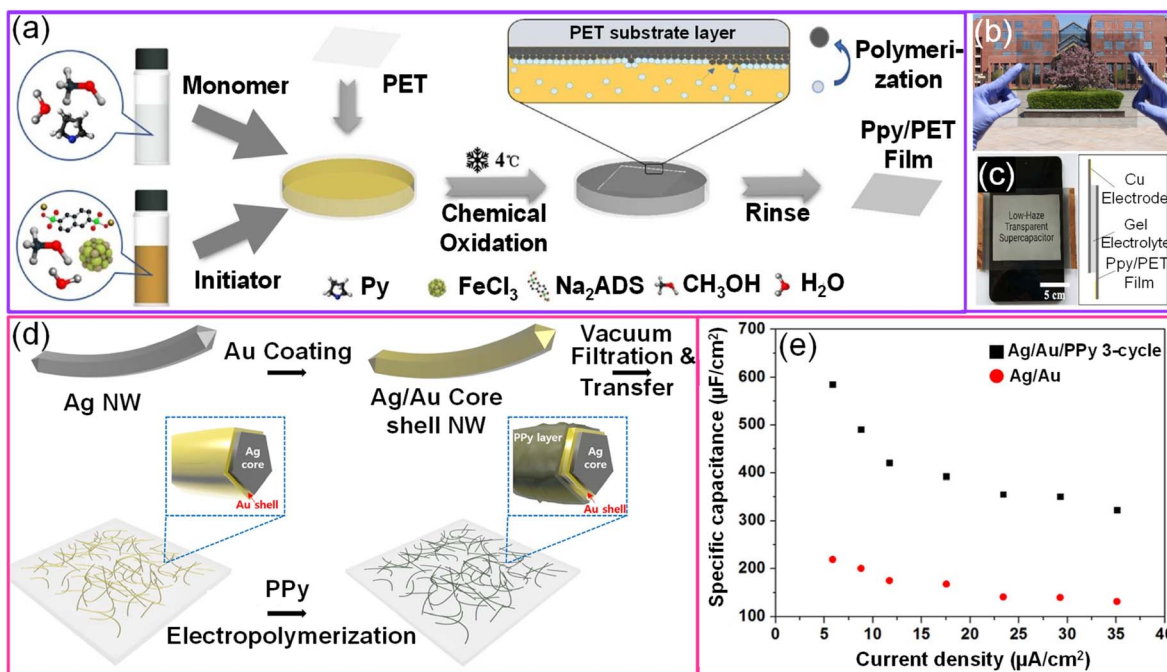 (a)
Monomer
PET
PET substrate layer
Polymeri-
zation
4℃
Chemical
Oxidation
Ppy/PET
Film
Rinse
Initiator
Py
FeCl3
Na2ADS
CH3OH
H2O
(b)
(c)
Low-Haze
Transparent
Supercapacitor
5 cm
Cu
Electrode
Gel
Electrolyte
Ppy/PET
Film
(d)
Ag NW
Au Coating
Ag/Au Core
shell NW
Vacuum
Filtration &
Transfer
Ag
core
Au shell
PPy layer
Ag
core
Au shell
PPy
Electropolymerization
(e)
Specific capacitance (µF/cm2)
700
600
500
400
300
200
100
Ag/Au/PPy 3-cycle
Ag/Au
0 5 10 15 20 25 30 35 40
Current density (µA/cm2)